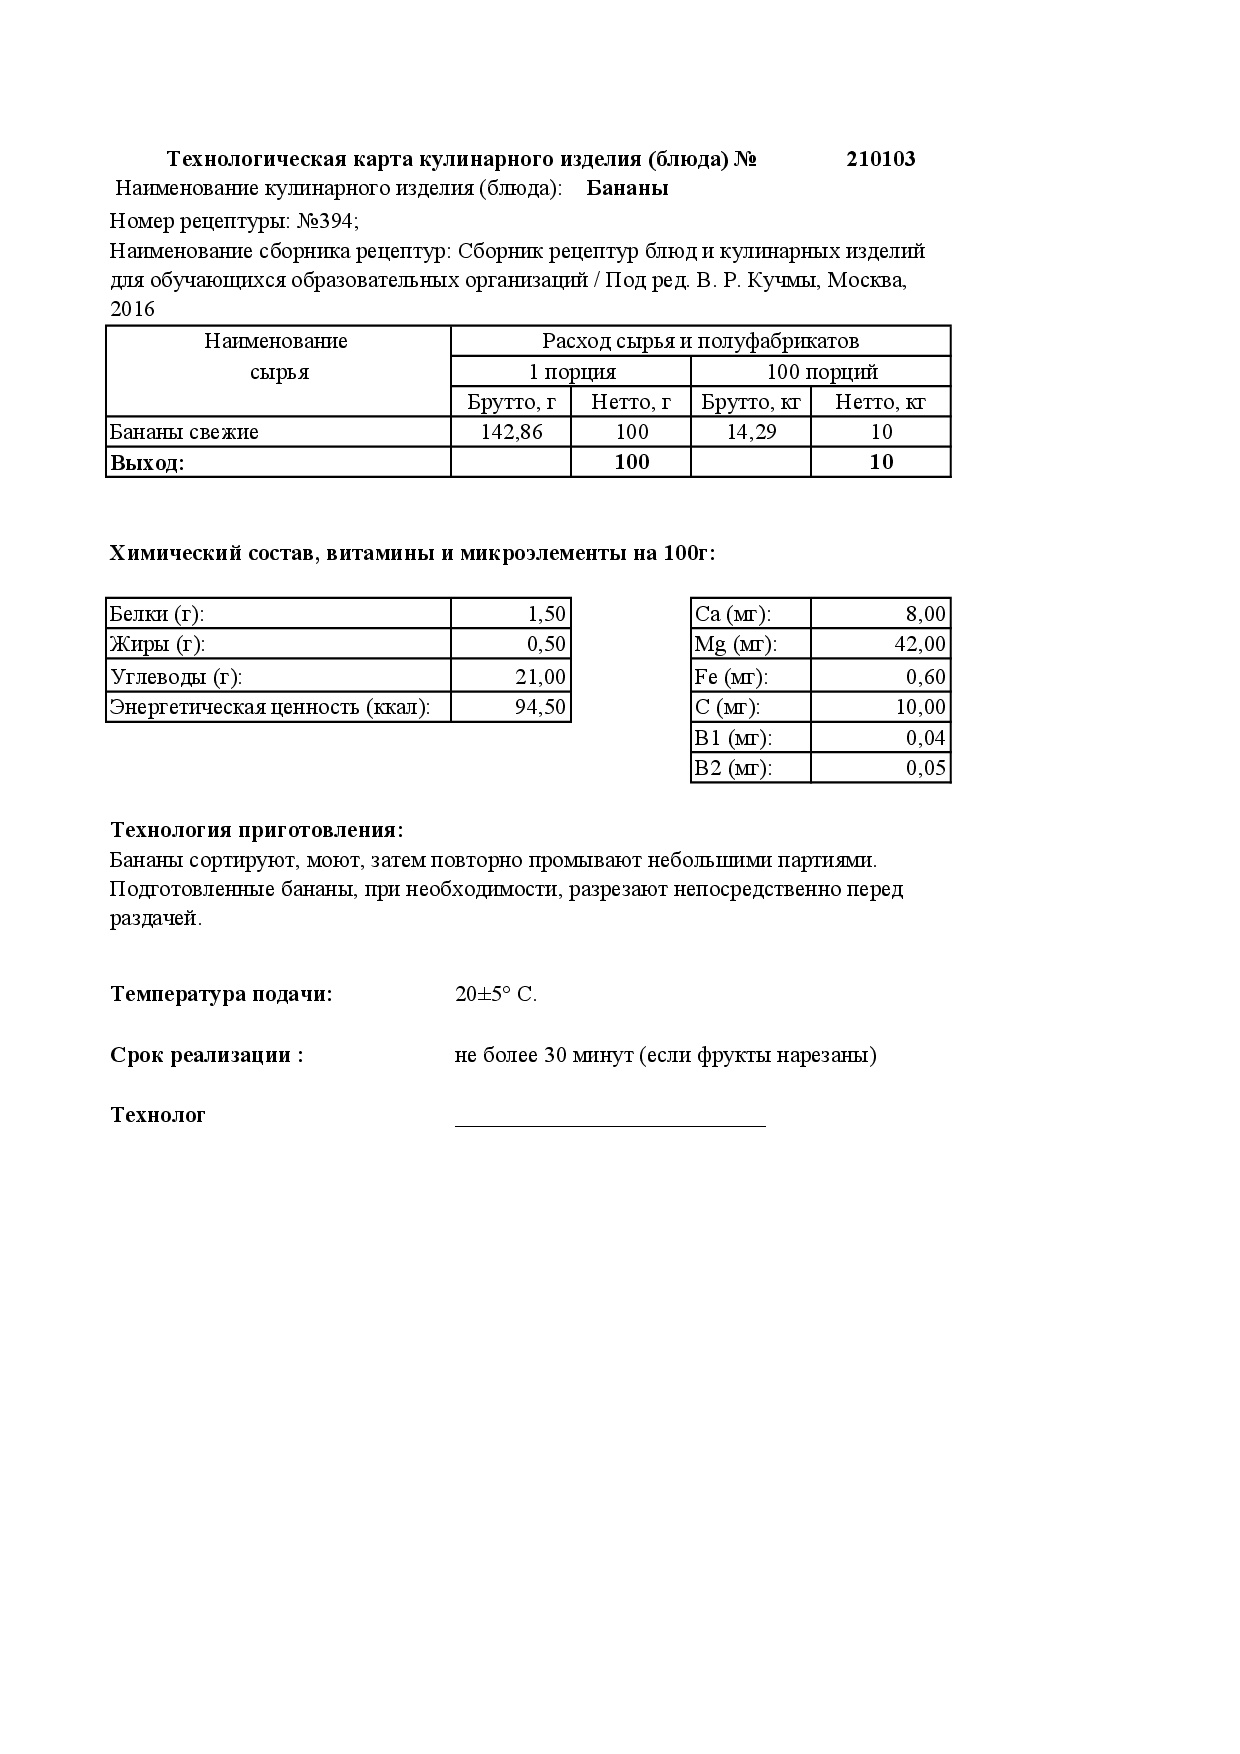 Технологическая карта кулинарного изделия (блюда) № 210103
Наименование кулинарного изделия (блюда): Бананы
Номер рецептуры: №394;
Наименование сборника рецептур: Сборник рецептур блюд и кулинарных изделий
для обучающихся образовательных организаций / Под ред. В. Р. Кучмы, Москва,
2016
Наименование Расход сырья и полуфабрикатов
сырья 1 порция 100 порций
Брутто, г Нетто, г Брутто, кг Нетто, кг
Бананы свежие 142,86 100 14,29 10
Выход: 100 10
Химический состав, витамины и микроэлементы на 100г:
Белки (г): 1,50 Ca (мг): 8,00
Жиры (г): 0,50 Mg (мг): 42,00
Углеводы (г): 21,00 Fe (мг): 0,60
Энергетическая ценность (ккал): 94,50 C (мг): 10,00
B1 (мг): 0,04
B2 (мг): 0,05
Технология приготовления:
Бананы сортируют, моют, затем повторно промывают небольшими партиями.
Подготовленные бананы, при необходимости, разрезают непосредственно перед
раздачей.
Температура подачи: 20±5° С.
Срок реализации : не более 30 минут (если фрукты нарезаны)
Технолог